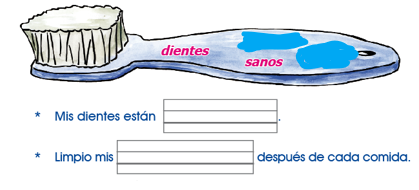 dientes
sanos
* Mis dientes están .
* Limpio mis después de cada comida.